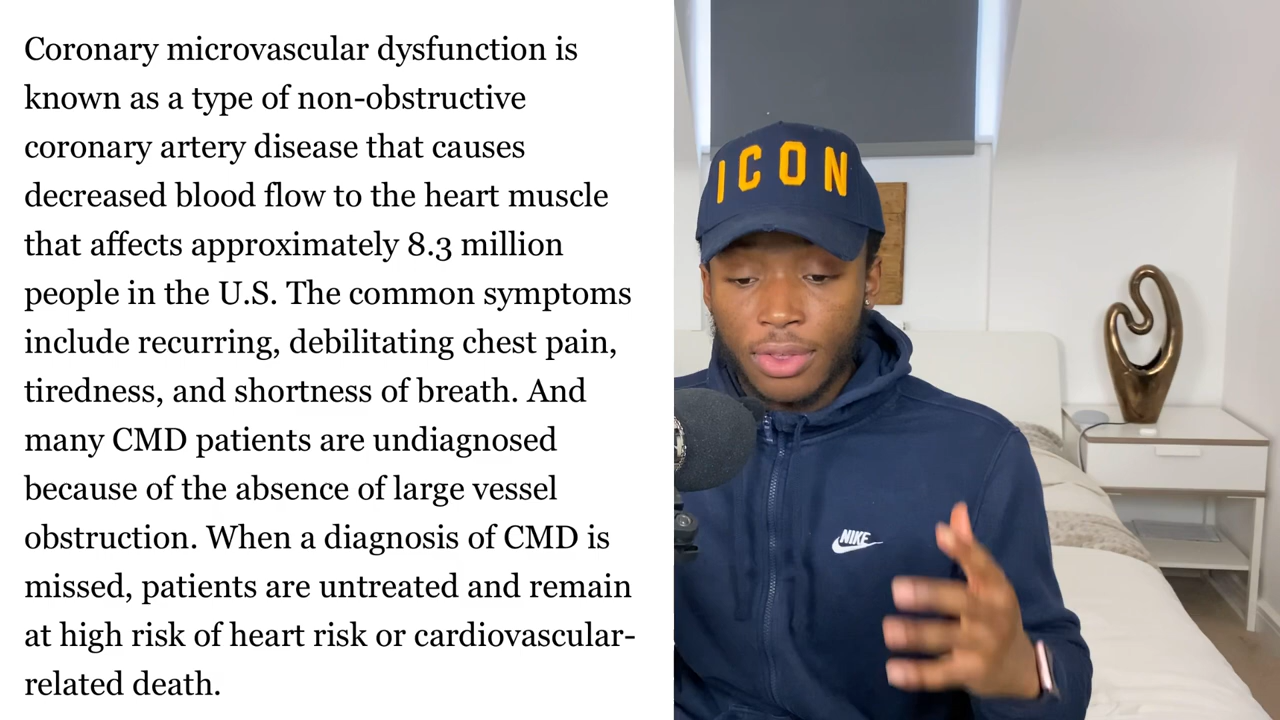 Coronary microvascular dysfunction is
known as a type of non-obstructive
coronary artery disease that causes
decreased blood flow to the heart muscle
that affects approximately 8.3 million
people in the U.S. The common symptoms
include recurring, debilitating chest pain,
tiredness, and shortness of breath. And
many CMD patients are undiagnosed
because of the absence of large vessel
obstruction. When a diagnosis of CMD is
missed, patients are untreated and remain
at high risk of heart risk or cardiovascular-
related death.
ICON
NIKE